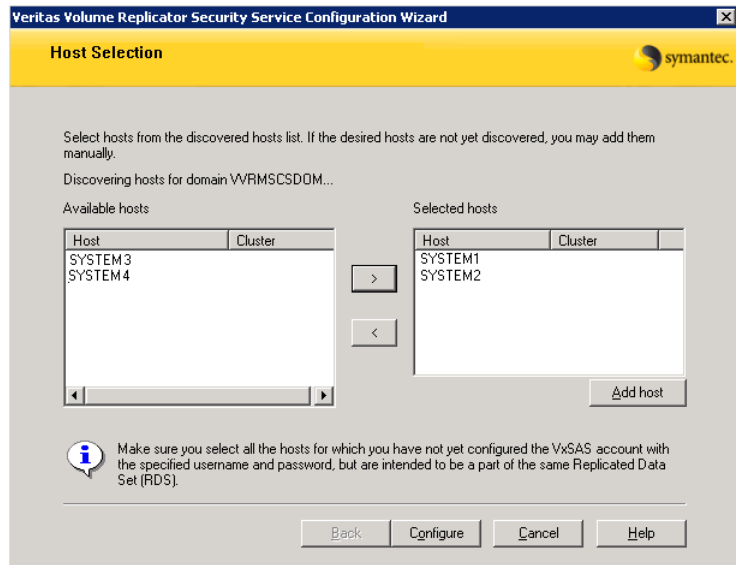 Veritas Volume Replicator Security Service Configuration Wizard
Host Selection
symantec.
Select hosts from the discovered hosts list. If the desired hosts are not yet discovered, you may add them
manually.
Discovering hosts for domain VVRMSCSDOM...
Available hosts
Selected hosts
Host Cluster
Host Cluster
SYSTEM3
SYSTEM1
SYSTEM4
SYSTEM2
>
<
Add host
Make sure you select all the hosts for which you have not yet configured the VxSAS account with
the specified username and password, but are intended to be a part of the same Replicated Data
Set (RDS).
Back Configure Cancel Help